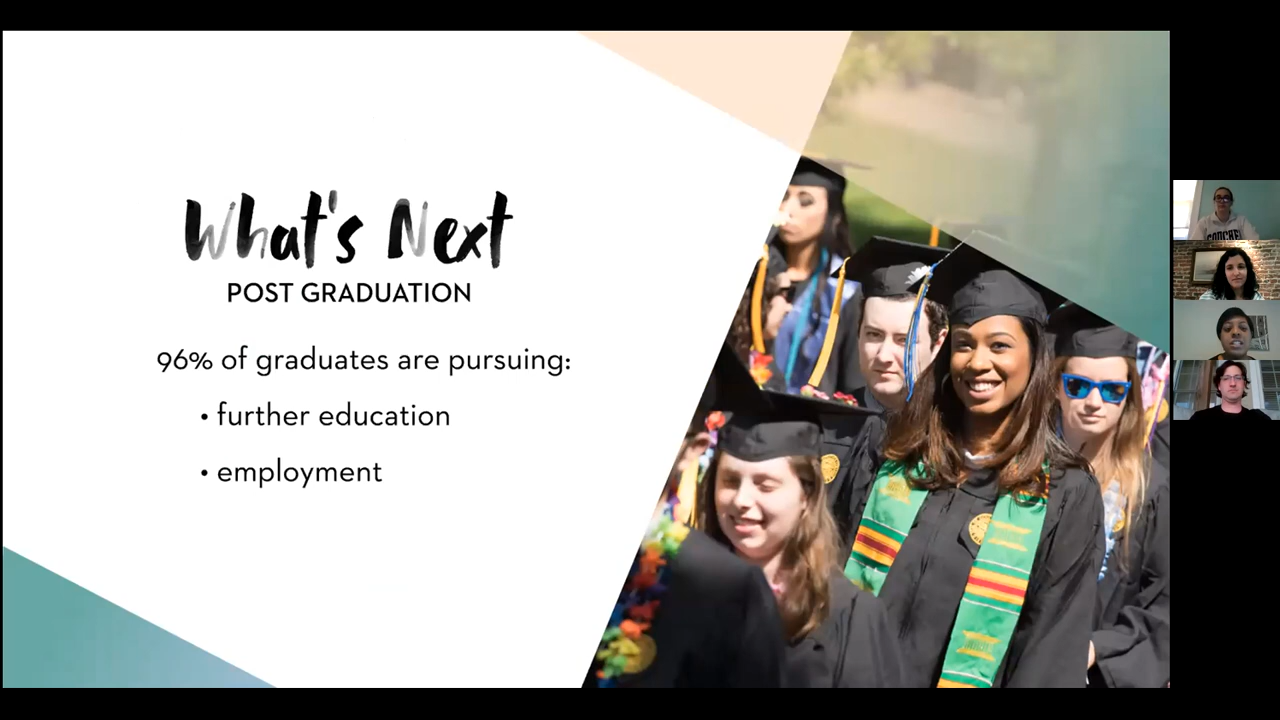 What's Next
POST GRADUATION
96% of graduates are pursuing:
• further education
• employment